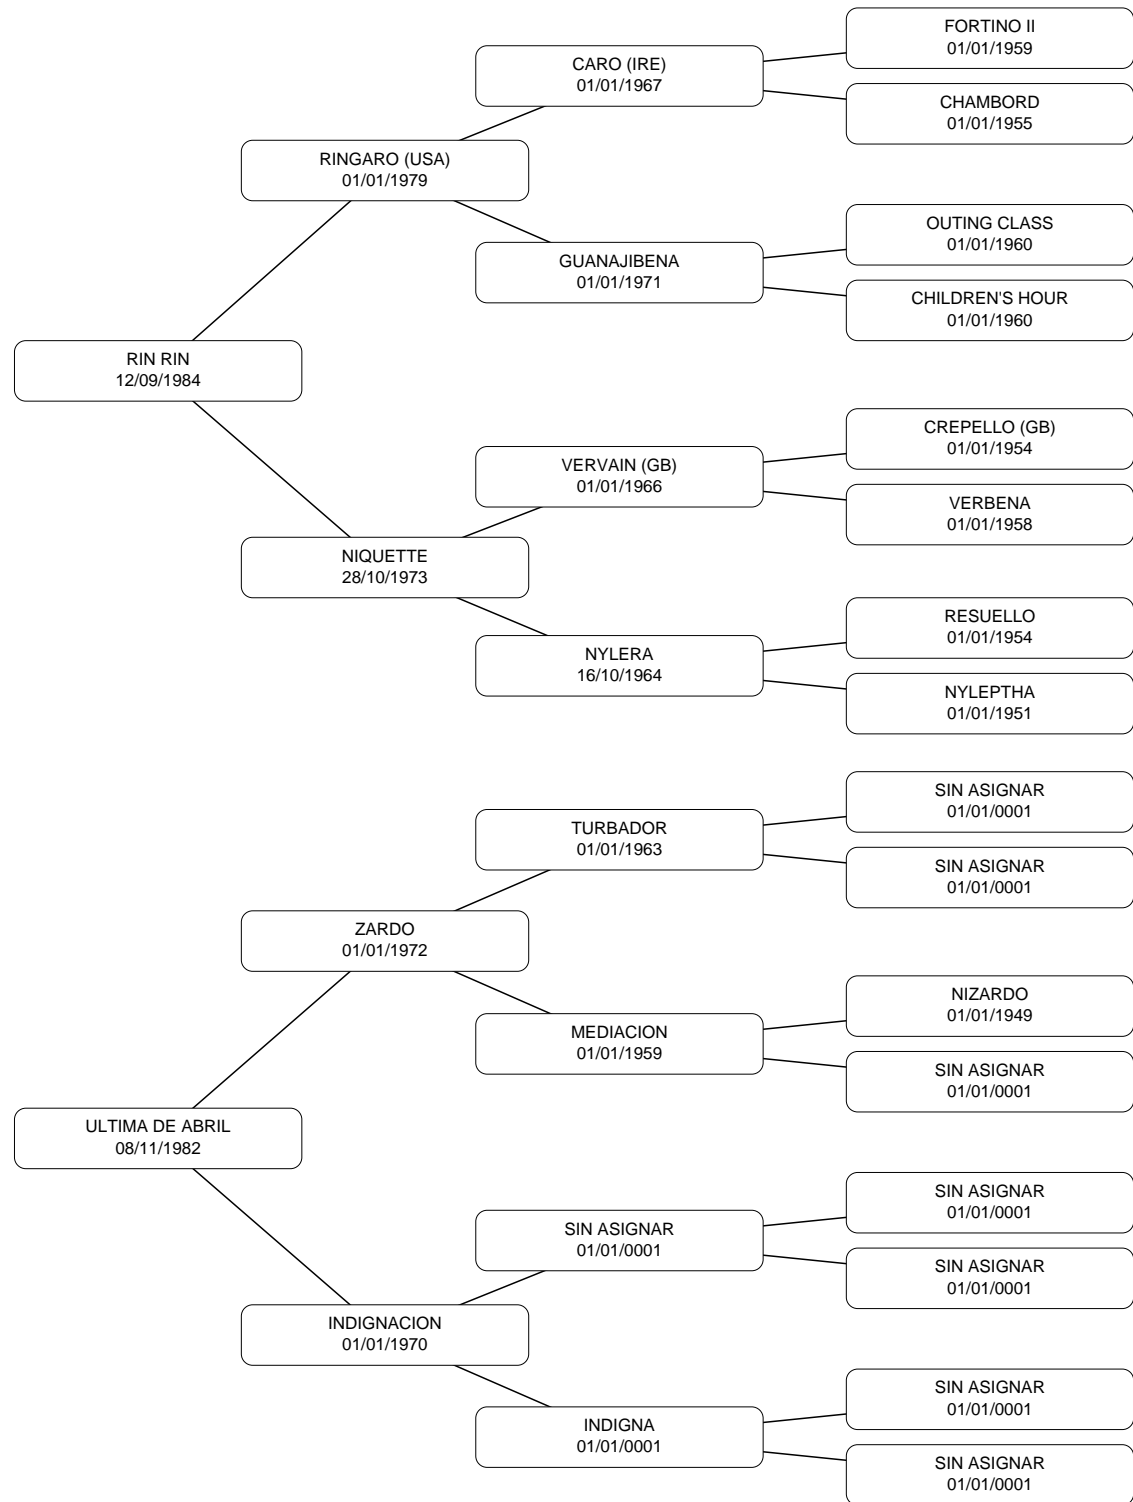 FORTINO II
01/01/1959
CARO (IRE)
01/01/1967
CHAMBORD
01/01/1955
RINGARO (USA)
01/01/1979
OUTING CLASS
01/01/1960
GUANAJIBENA
01/01/1971
CHILDREN'S HOUR
01/01/1960
RIN RIN
12/09/1984
CREPELLO (GB)
01/01/1954
VERVAIN (GB)
01/01/1966
VERBENA
01/01/1958
NIQUETTE
28/10/1973
RESUELLO
01/01/1954
NYLERA
16/10/1964
NYLEPTHA
01/01/1951
SIN ASIGNAR
01/01/0001
TURBADOR
01/01/1963
SIN ASIGNAR
01/01/0001
ZARDO
01/01/1972
NIZARDO
01/01/1949
MEDIACION
01/01/1959
SIN ASIGNAR
01/01/0001
ULTIMA DE ABRIL
08/11/1982
SIN ASIGNAR
01/01/0001
SIN ASIGNAR
01/01/0001
SIN ASIGNAR
01/01/0001
INDIGNACION
01/01/1970
SIN ASIGNAR
01/01/0001
INDIGNA
01/01/0001
SIN ASIGNAR
01/01/0001